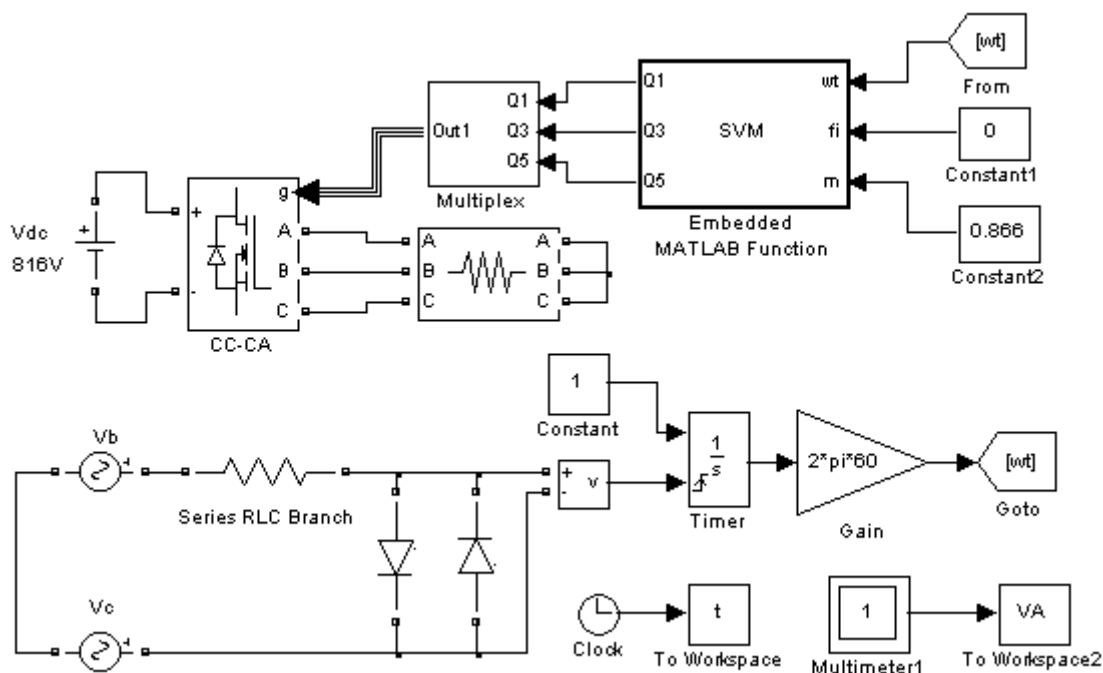 [wt]
From
Q1
wt
Q1
Out1
Q3
Q3
SVM
fi
0
Q5
Q5
m
Constant1
Multiplex
Embedded
MATLAB Function
0.866
Constant2
g
+
A
A
A
Vdc
+
816V
B
B
B
-
C
C
C
CC-CA
1
Constant
Vb
+
Series RLC Branch
+
-
v
1
s
Timer
2*pi*60
Gain
[wt]
Goto
Vc
+
Clock
t
To Workspace
1
Multimeter1
VA
To Workspace2